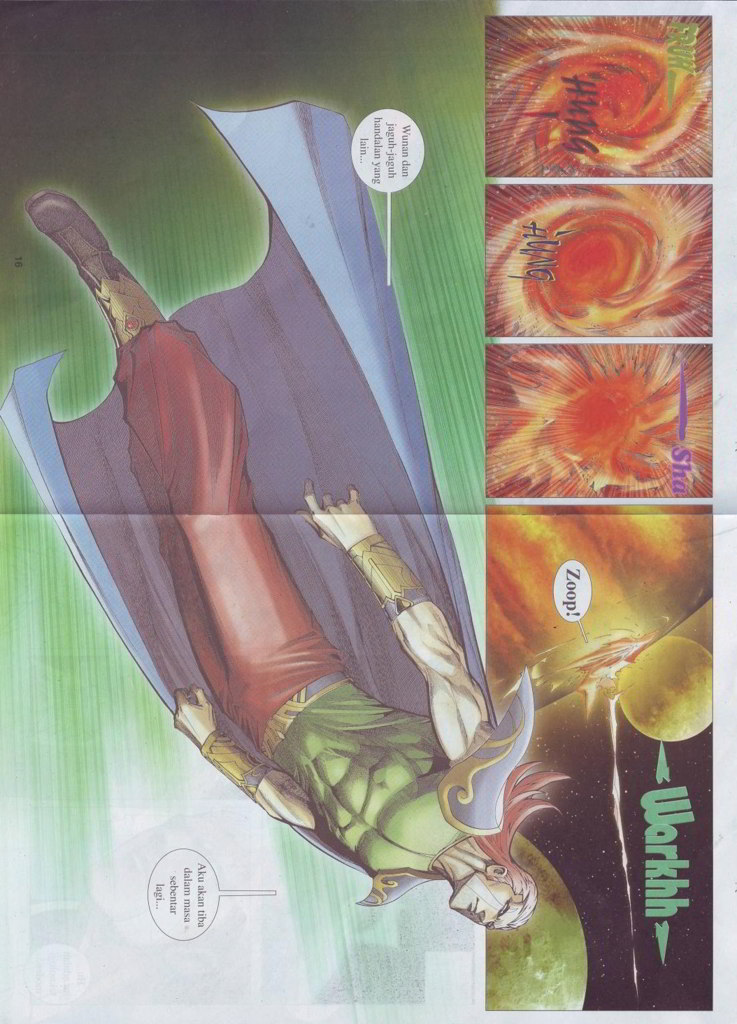 FRUH
HUNG
HUNG
Sha
Zoop!
Warkhh
Wunan dan
jaguh-jaguh
handalan yang
lain...
Aku akan tiba
dalam masa
sebentar
lagi...
16